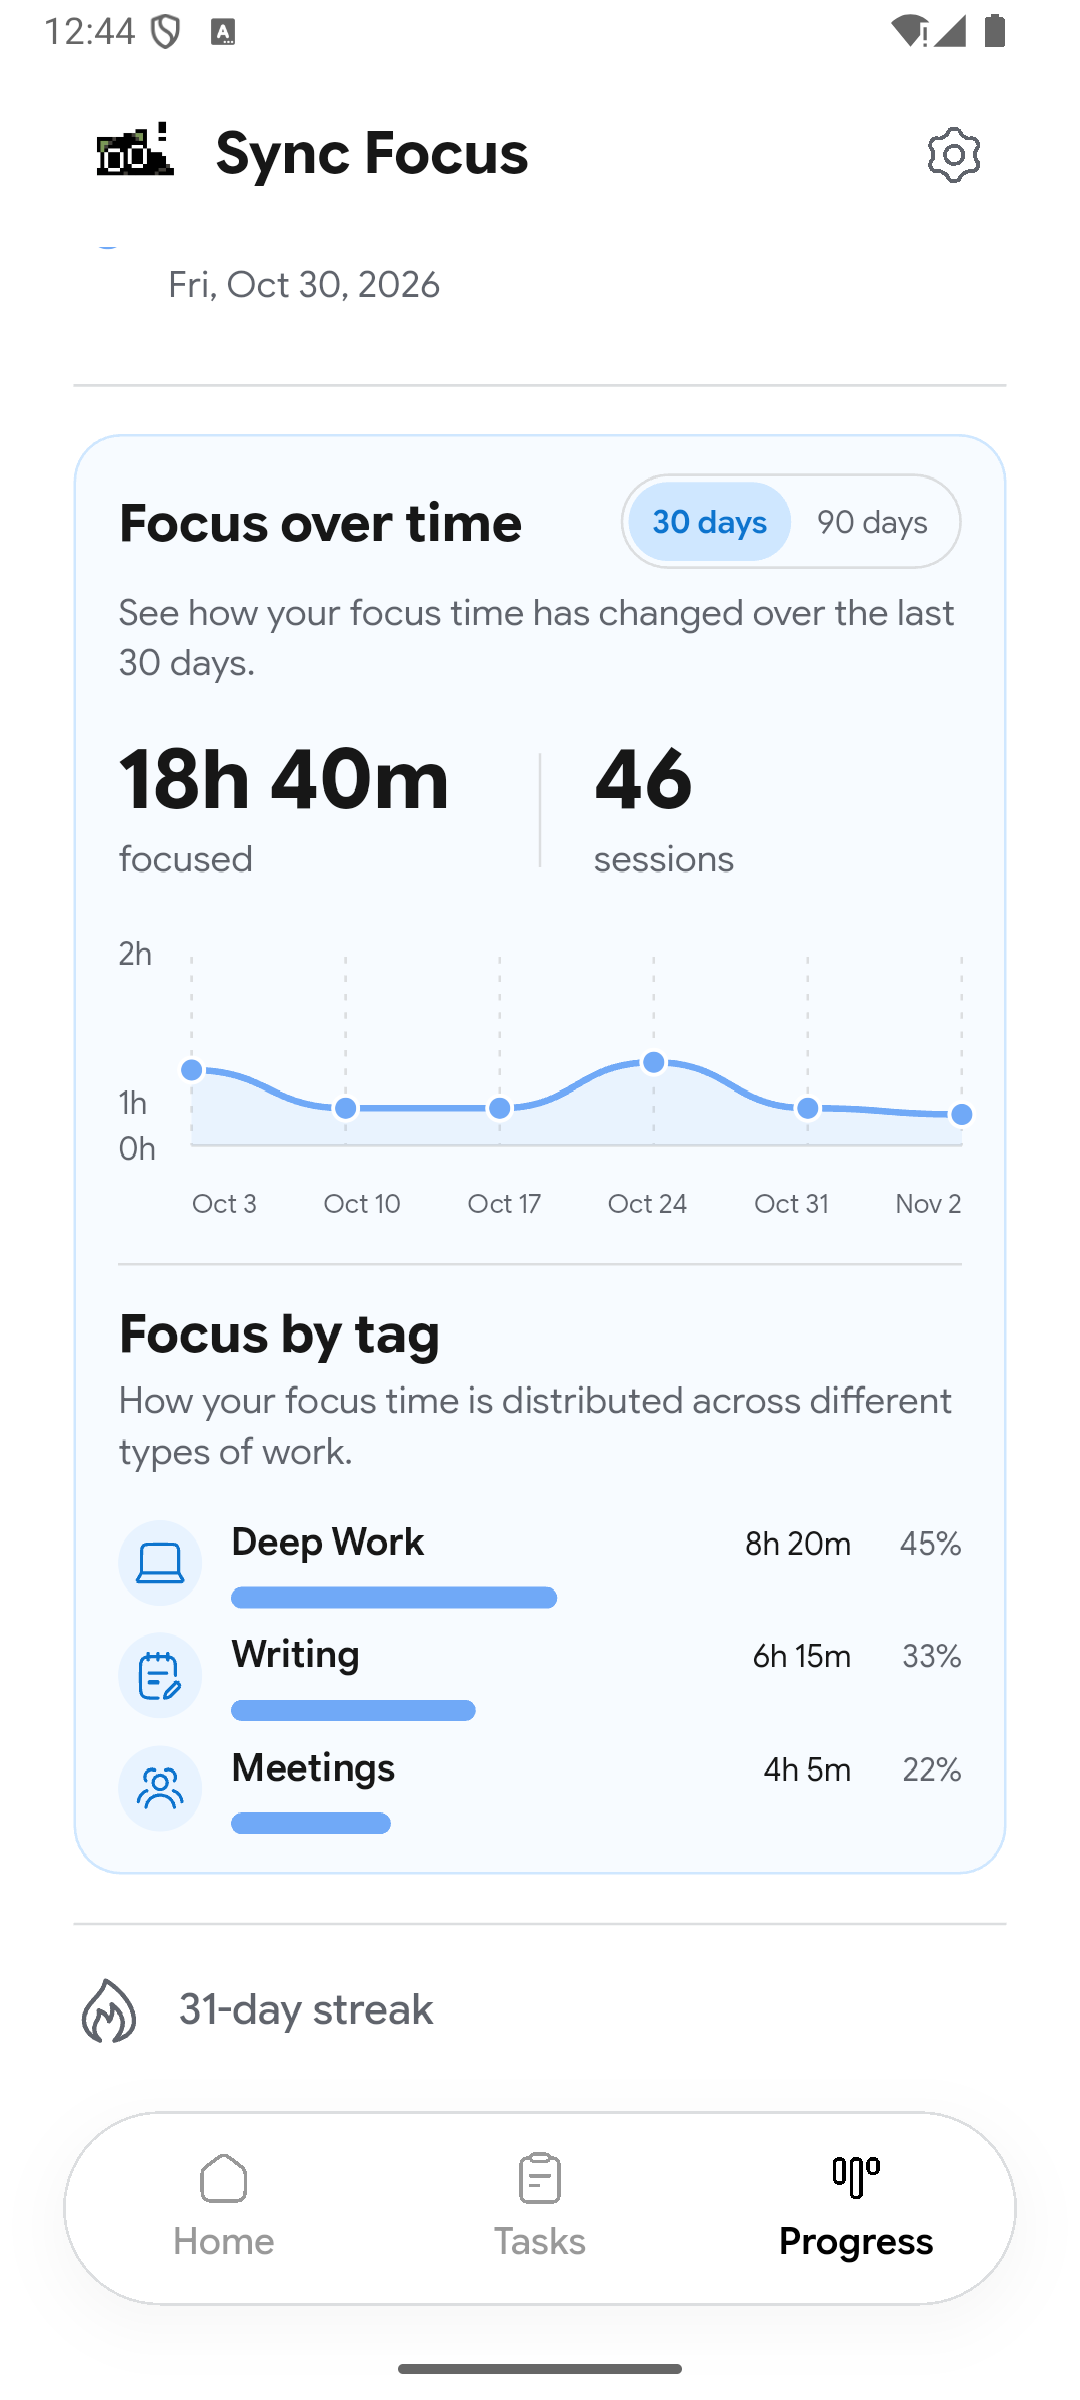 12:44
Sync Focus
Fri, Oct 30, 2026
Focus over time
30 days
90 days
See how your focus time has changed over the last
30 days.
18h 40m
46
focused
sessions
2h
1h
0h
Oct 3
Oct 10
Oct 17
Oct 24
Oct 31
Nov 2
Focus by tag
How your focus time is distributed across different
types of work.
Deep Work
8h 20m
45%
Writing
6h 15m
33%
Meetings
4h 5m
22%
31-day streak
Home
Tasks
Progress